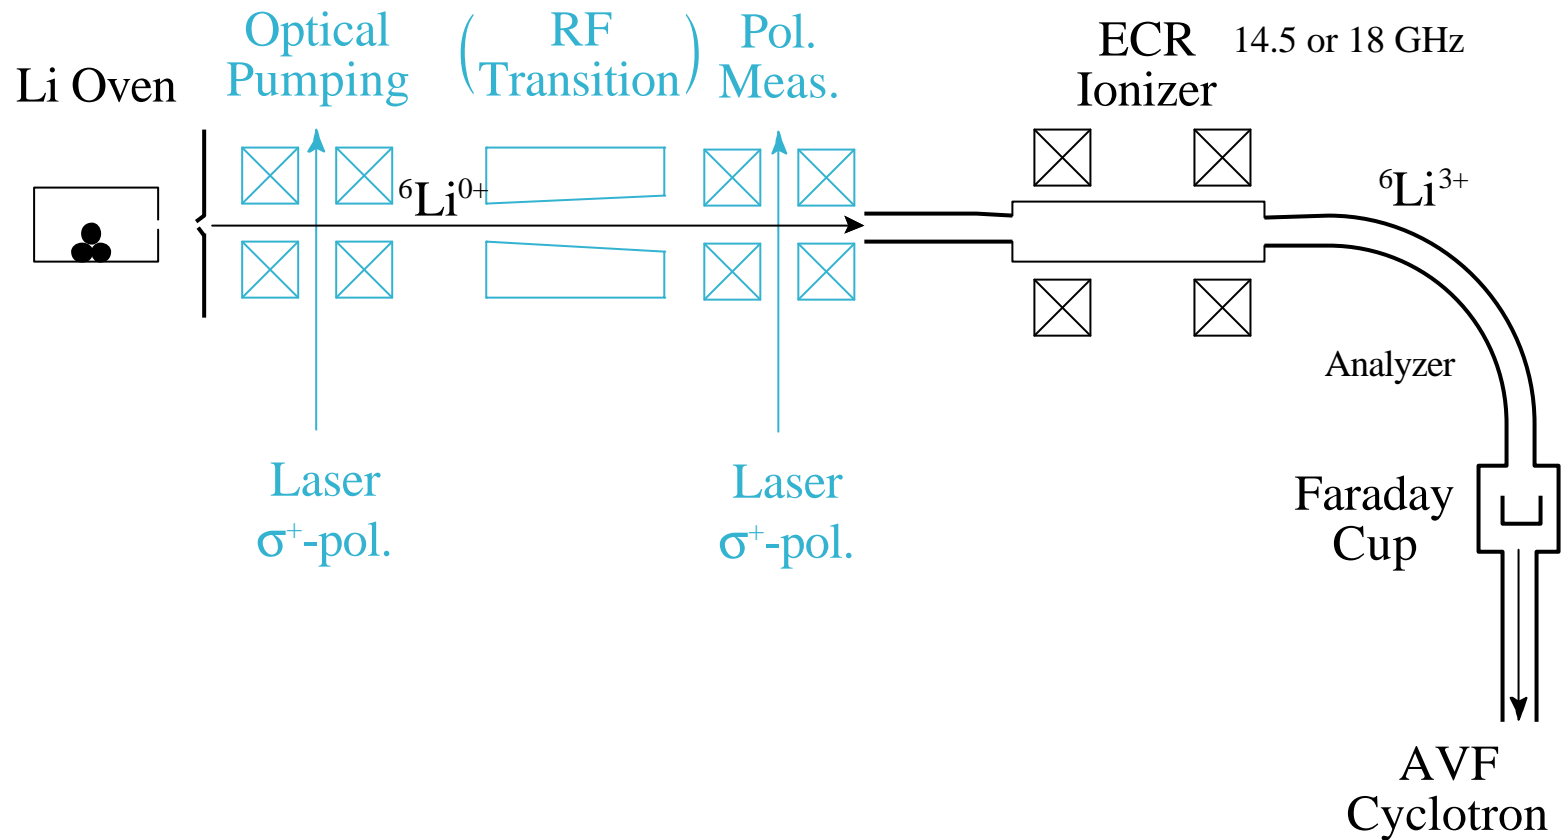 Li Oven
Optical
Pumping
(RF
Transition)
Pol.
Meas.
ECR
Ionizer
14.5 or 18 GHz
⁶Li⁰⁺
⁶Li³⁺
Analyzer
Laser
σ⁺-pol.
Laser
σ⁺-pol.
Faraday
Cup
AVF
Cyclotron